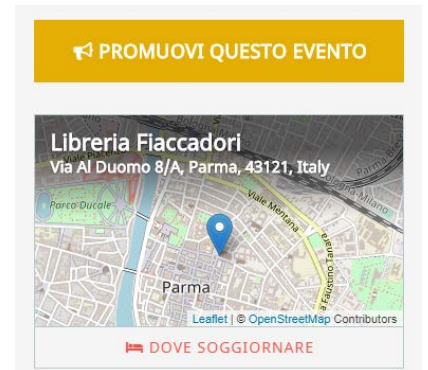 PROMUOVI QUESTO EVENTO
Libreria Fiaccadori
Via Al Duomo 8/A, Parma, 43121, Italy
Parco Ducale
Viale Mentana
Parma
Leaflet | © OpenStreetMap Contributors
DOVE SOGGIORNARE